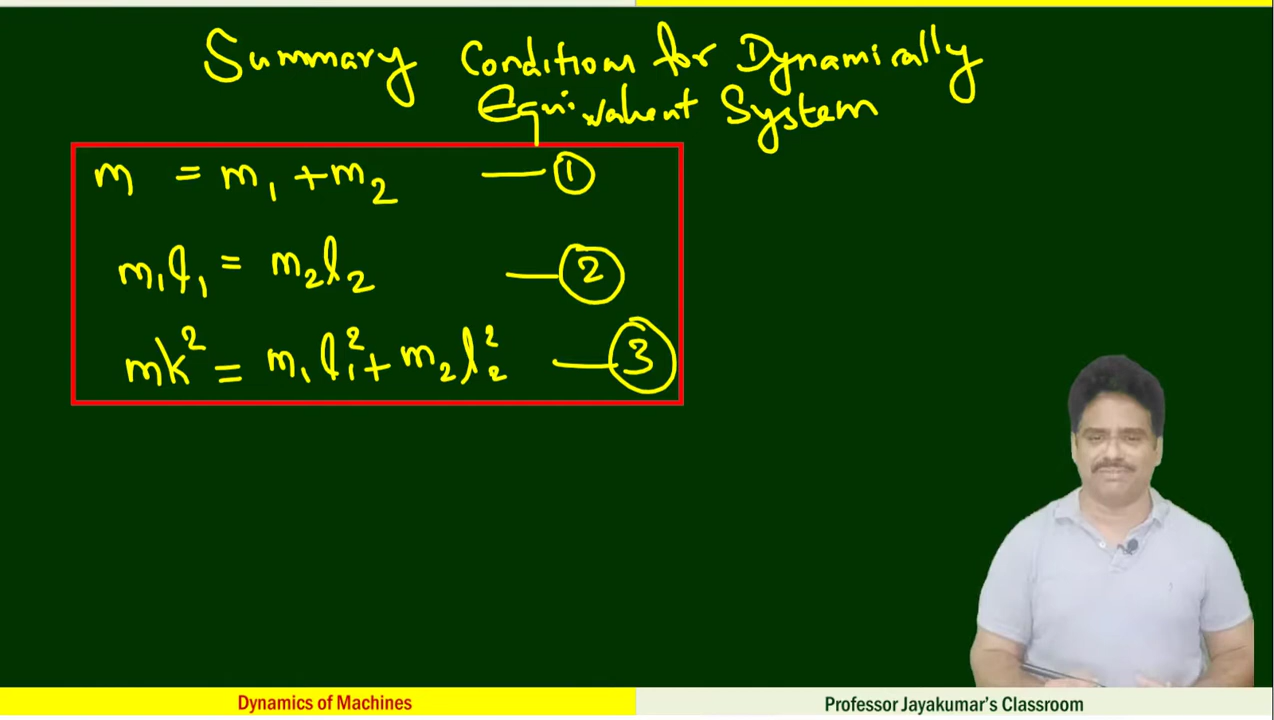 Summary Conditions for Dynamically
Equivalent System
m = m₁ + m₂ — ①
m₁l₁ = m₂l₂ — ②
mk² = m₁l₁² + m₂l₂² — ③
Dynamics of Machines
Professor Jayakumar's Classroom